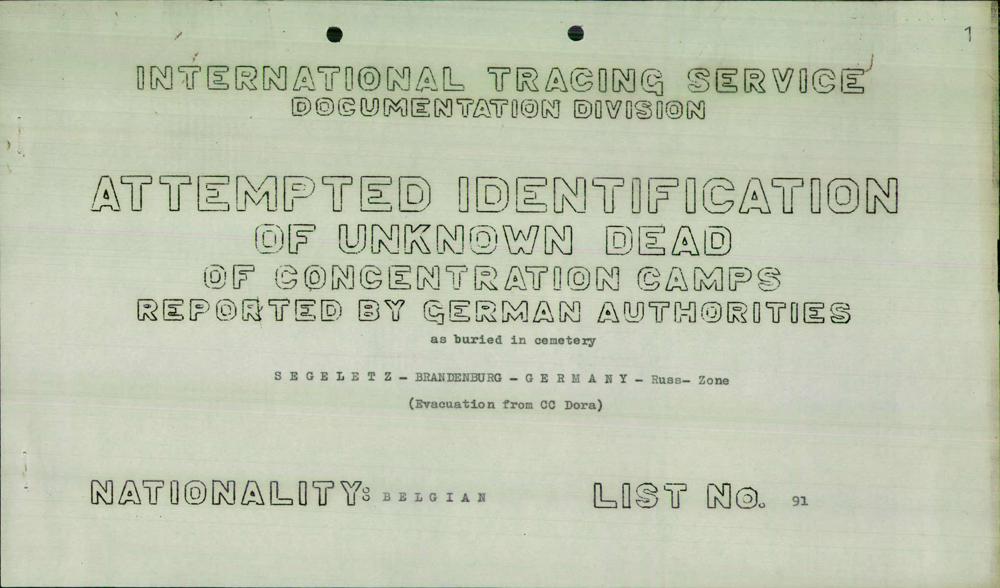 1
INTERNATIONAL TRACING SERVICE
DOCUMENTATION DIVISION
ATTEMPTED IDENTIFICATION
OF UNKNOWN DEAD
OF CONCENTRATION CAMPS
REPORTED BY GERMAN AUTHORITIES
as buried in cemetery
S E G E L E T Z – BRANDENBURG – G E R M A N Y – Russ– Zone
(Evacuation from CC Dora)
NATIONALITY: B E L G I A N LIST NO. 91